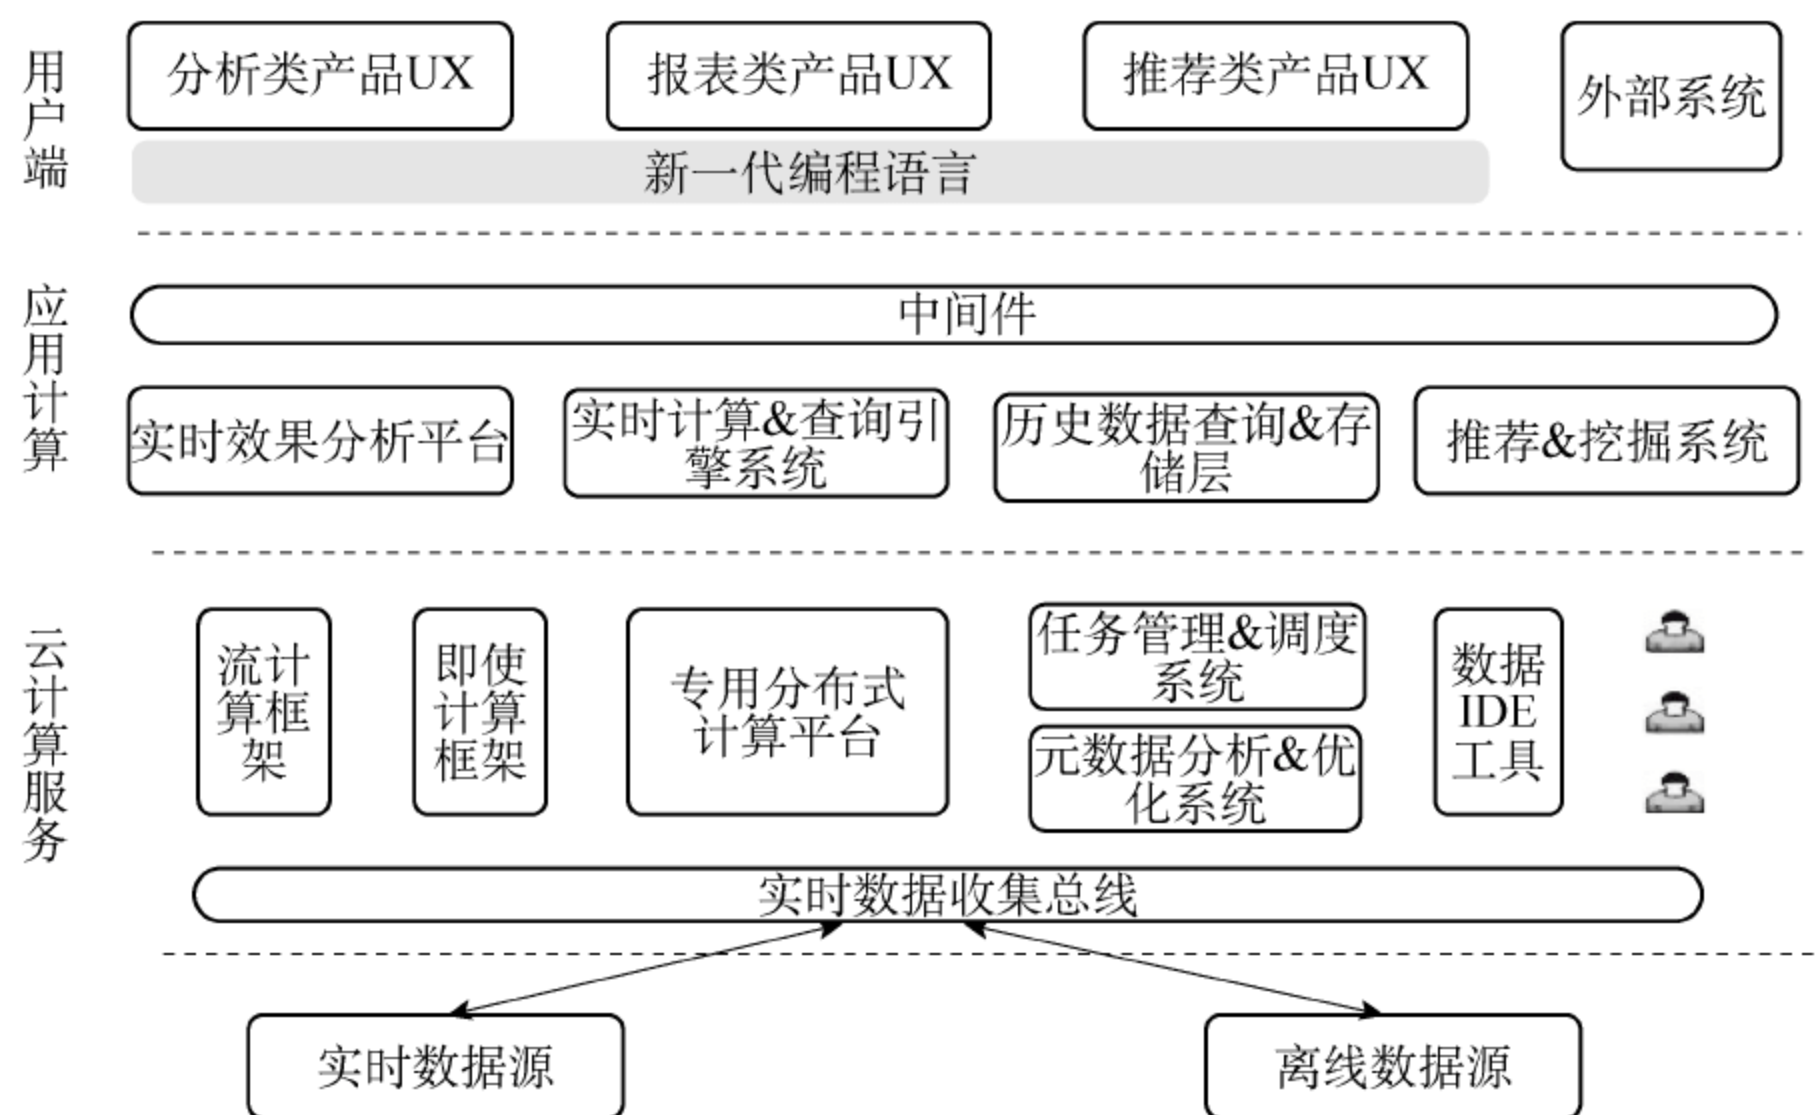 用户端
分析类产品UX
报表类产品UX
推荐类产品UX
外部系统
新一代编程语言
应用计算
中间件
实时效果分析平台
实时计算&查询引
擎系统
历史数据查询&存
储层
推荐&挖掘系统
云计算服务
流计
算框
架
即使
计算
框架
专用分布式
计算平台
任务管理&调度
系统
元数据分析&优
化系统
数据
IDE
工具
实时数据收集总线
实时数据源
离线数据源